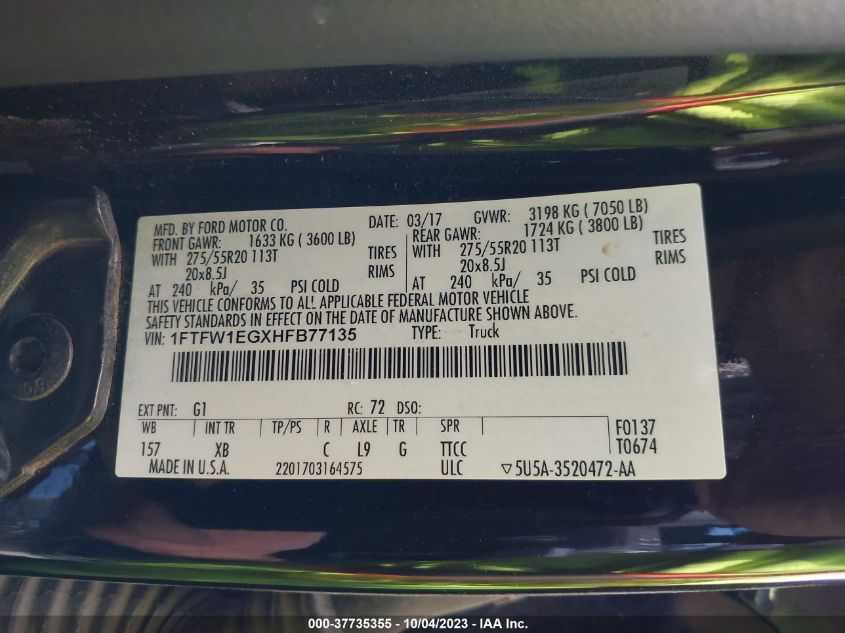 MFD. BY FORD MOTOR CO. DATE: 03/17 GVWR: 3198 KG ( 7050 LB)
FRONT GAWR: 1633 KG ( 3600 LB) REAR GAWR: 1724 KG ( 3800 LB)
WITH 275/55R20 113T TIRES WITH 275/55R20 113T TIRES
20x8.5J RIMS 20x8.5J RIMS
AT 240 kPa/ 35 PSI COLD AT 240 kPa/ 35 PSI COLD
THIS VEHICLE CONFORMS TO ALL APPLICABLE FEDERAL MOTOR VEHICLE
SAFETY STANDARDS IN EFFECT ON THE DATE OF MANUFACTURE SHOWN ABOVE.
VIN: 1FTFW1EGXHFB77135 TYPE: Truck
EXT PNT: G1 RC: 72 DSO:
WB INT TR TP/PS R AXLE TR SPR F0137
157 XB C L9 G TTCC T0674
MADE IN U.S.A. 2201703164575 ULC ▽5U5A-3520472-AA
000-37735355 - 10/04/2023 - IAA Inc.